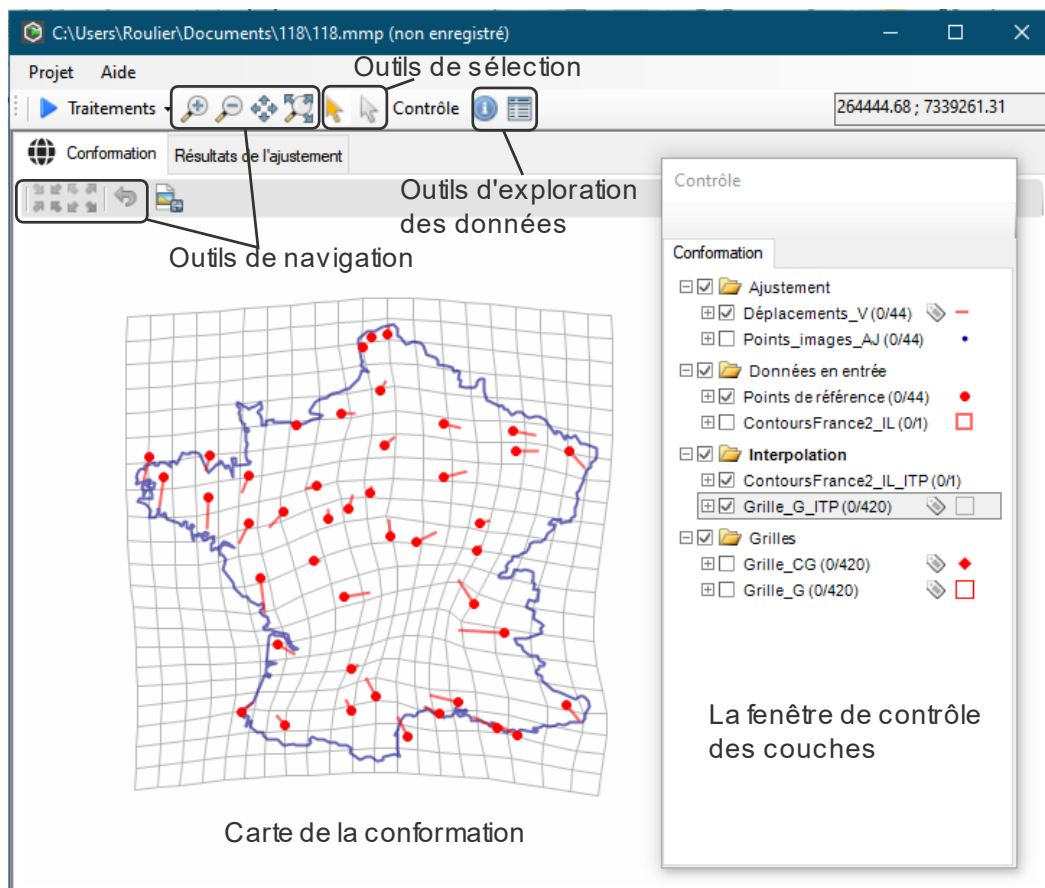 C:\Users\Roulier\Documents\118\118.mmp (non enregistré)
Projet Aide
Outils de sélection
Traitements
Contrôle
264444.68 ; 7339261.31
Conformation
Résultats de l'ajustement
Outils d'exploration
des données
Outils de navigation
Contrôle
Conformation
Ajustement
Déplacements_V (0/44)
Points_images_AJ (0/44)
Données en entrée
Points de référence (0/44)
ContoursFrance2_IL (0/1)
Interpolation
ContoursFrance2_IL_ITP (0/1)
Grille_G_ITP (0/420)
Grilles
Grille_CG (0/420)
Grille_G (0/420)
La fenêtre de contrôle
des couches
Carte de la conformation